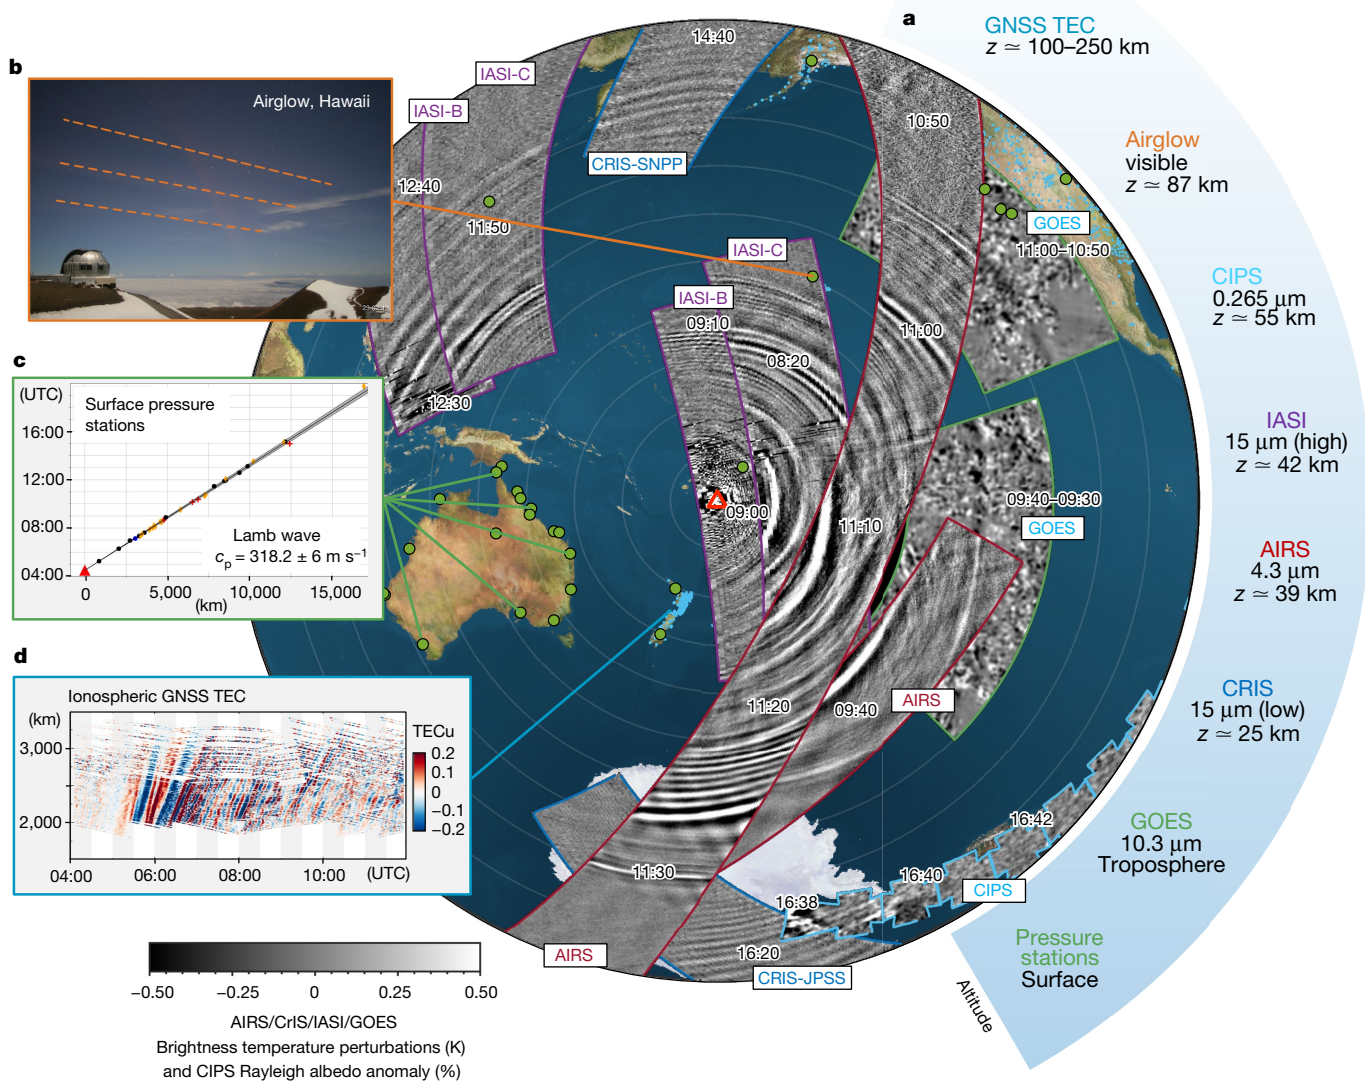 a
GNSS TEC
z ≃ 100–250 km
Airglow
visible
z ≃ 87 km
CIPS
0.265 μm
z ≃ 55 km
IASI
15 μm (high)
z ≃ 42 km
AIRS
4.3 μm
z ≃ 39 km
CRIS
15 μm (low)
z ≃ 25 km
GOES
10.3 μm
Troposphere
Pressure
stations
Surface
Altitude
14:40
IASI-C
IASI-B
CRIS-SNPP
10:50
12:40
11:50
GOES
11:00–10:50
IASI-C
IASI-B
09:10
08:20
11:00
12:30
09:00
11:10
09:40–09:30
GOES
11:20
09:40
AIRS
11:30
16:42
16:40
CIPS
16:38
16:20
AIRS
CRIS-JPSS
b
Airglow, Hawaii
c
(UTC)
Surface pressure
stations
16:00
12:00
08:00
04:00
Lamb wave
cp = 318.2 ± 6 m s⁻¹
0
5,000
10,000
15,000
(km)
d
Ionospheric GNSS TEC
(km)
3,000
2,000
TECu
0.2
0.1
0
−0.1
−0.2
04:00
06:00
08:00
10:00
(UTC)
−0.50
−0.25
0
0.25
0.50
AIRS/CrIS/IASI/GOES
Brightness temperature perturbations (K)
and CIPS Rayleigh albedo anomaly (%)